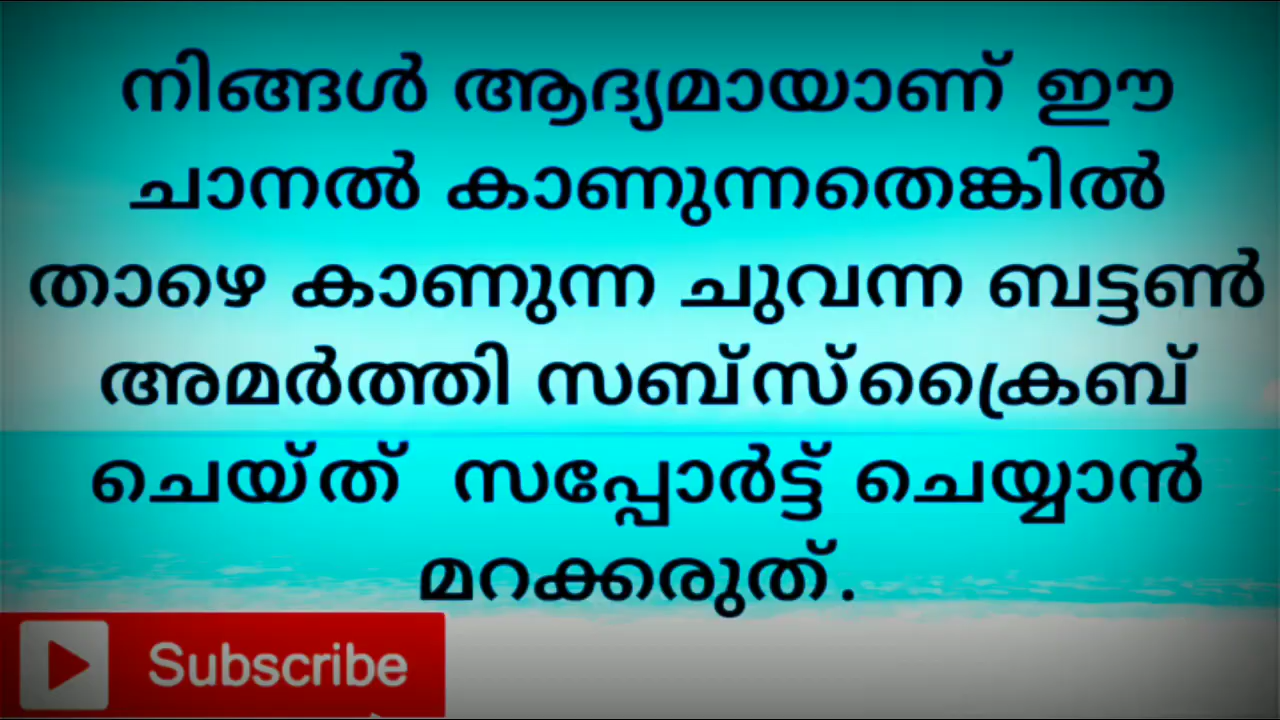 നിങ്ങൾ ആദ്യമായാണ് ഈ
ചാനൽ കാണുന്നതെങ്കിൽ
താഴെ കാണുന്ന ചുവന്ന ബട്ടൺ
അമർത്തി സബ്സ്ക്രൈബ്
ചെയ്ത് സപ്പോർട്ട് ചെയ്യാൻ
മറക്കരുത്.
Subscribe